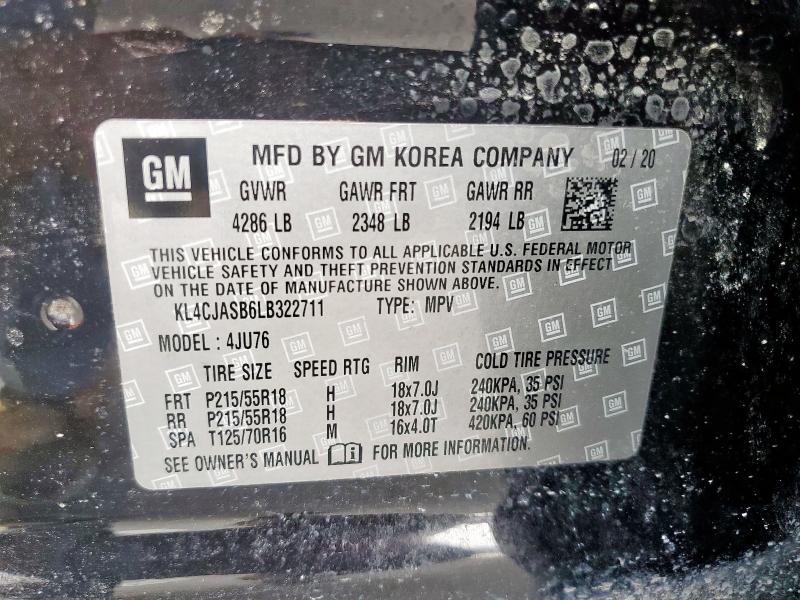 GM MFD BY GM KOREA COMPANY 02 / 20
GVWR GAWR FRT GAWR RR
4286 LB 2348 LB 2194 LB
THIS VEHICLE CONFORMS TO ALL APPLICABLE U.S. FEDERAL MOTOR
VEHICLE SAFETY AND THEFT PREVENTION STANDARDS IN EFFECT
ON THE DATE OF MANUFACTURE SHOWN ABOVE.
KL4CJASB6LB322711 TYPE: MPV
MODEL : 4JU76
TIRE SIZE SPEED RTG RIM COLD TIRE PRESSURE
FRT P215/55R18 H 18x7.0J 240KPA, 35 PSI
RR P215/55R18 H 18x7.0J 240KPA, 35 PSI
SPA T125/70R16 M 16x4.0T 420KPA, 60 PSI
SEE OWNER'S MANUAL FOR MORE INFORMATION.